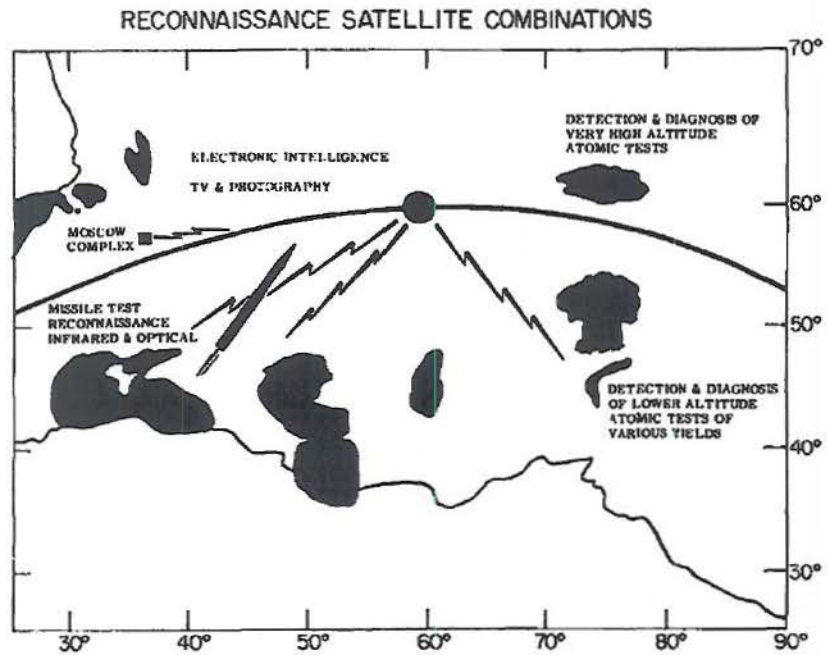 RECONNAISSANCE SATELLITE COMBINATIONS
70°
DETECTION & DIAGNOSIS OF
VERY HIGH ALTITUDE
ATOMIC TESTS
ELECTRONIC INTELLIGENCE
TV & PHOTOGRAPHY
60°
MOSCOW
COMPLEX
MISSILE TEST
RECONNAISSANCE
INFRARED & OPTICAL
50°
DETECTION & DIAGNOSIS
OF LOWER ALTITUDE
ATOMIC TESTS OF
VARIOUS YIELDS
40°
30°
30° 40° 50° 60° 70° 80° 90°